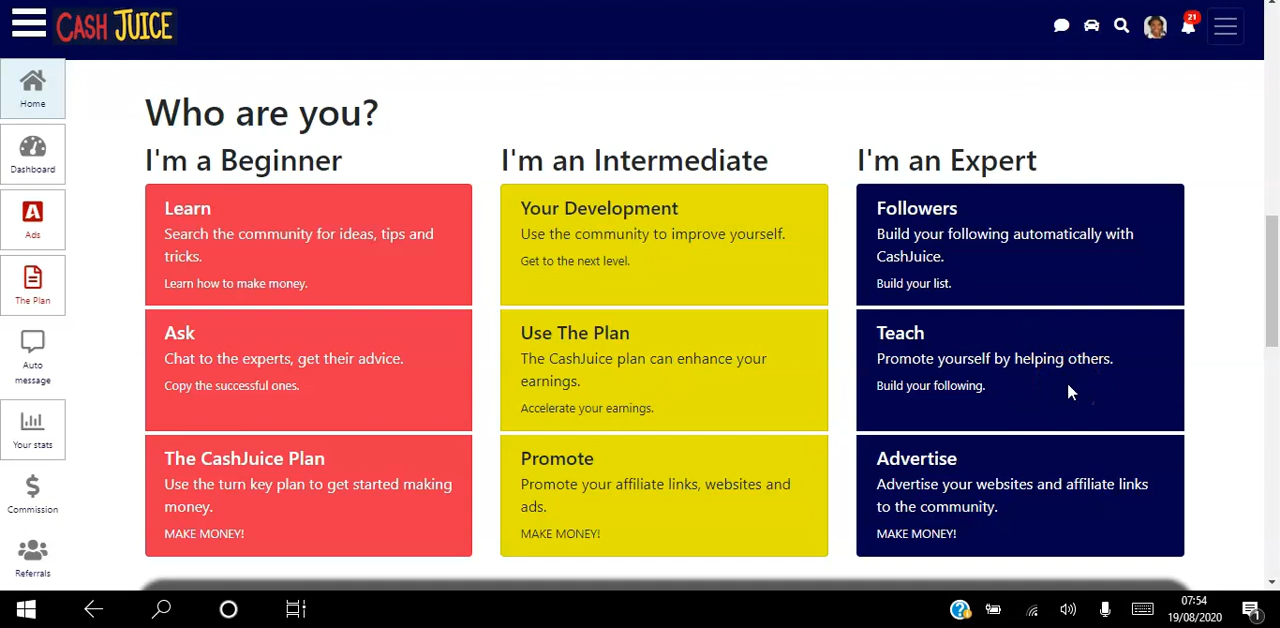 CASH JUICE
21
Home
Dashboard
A
Ads
The Plan
Auto
message
Your stats
$
Commission
Referrals
Who are you?
I'm a Beginner
Learn
Search the community for ideas, tips and
tricks.
Learn how to make money.
Ask
Chat to the experts, get their advice.
Copy the successful ones.
The CashJuice Plan
Use the turn key plan to get started making
money.
MAKE MONEY!
I'm an Intermediate
Your Development
Use the community to improve yourself.
Get to the next level.
Use The Plan
The CashJuice plan can enhance your
earnings.
Accelerate your earnings.
Promote
Promote your affiliate links, websites and
ads.
MAKE MONEY!
I'm an Expert
Followers
Build your following automatically with
CashJuice.
Build your list.
Teach
Promote yourself by helping others.
Build your following.
Advertise
Advertise your websites and affiliate links
to the community.
MAKE MONEY!
?
07:54
19/08/2020
1